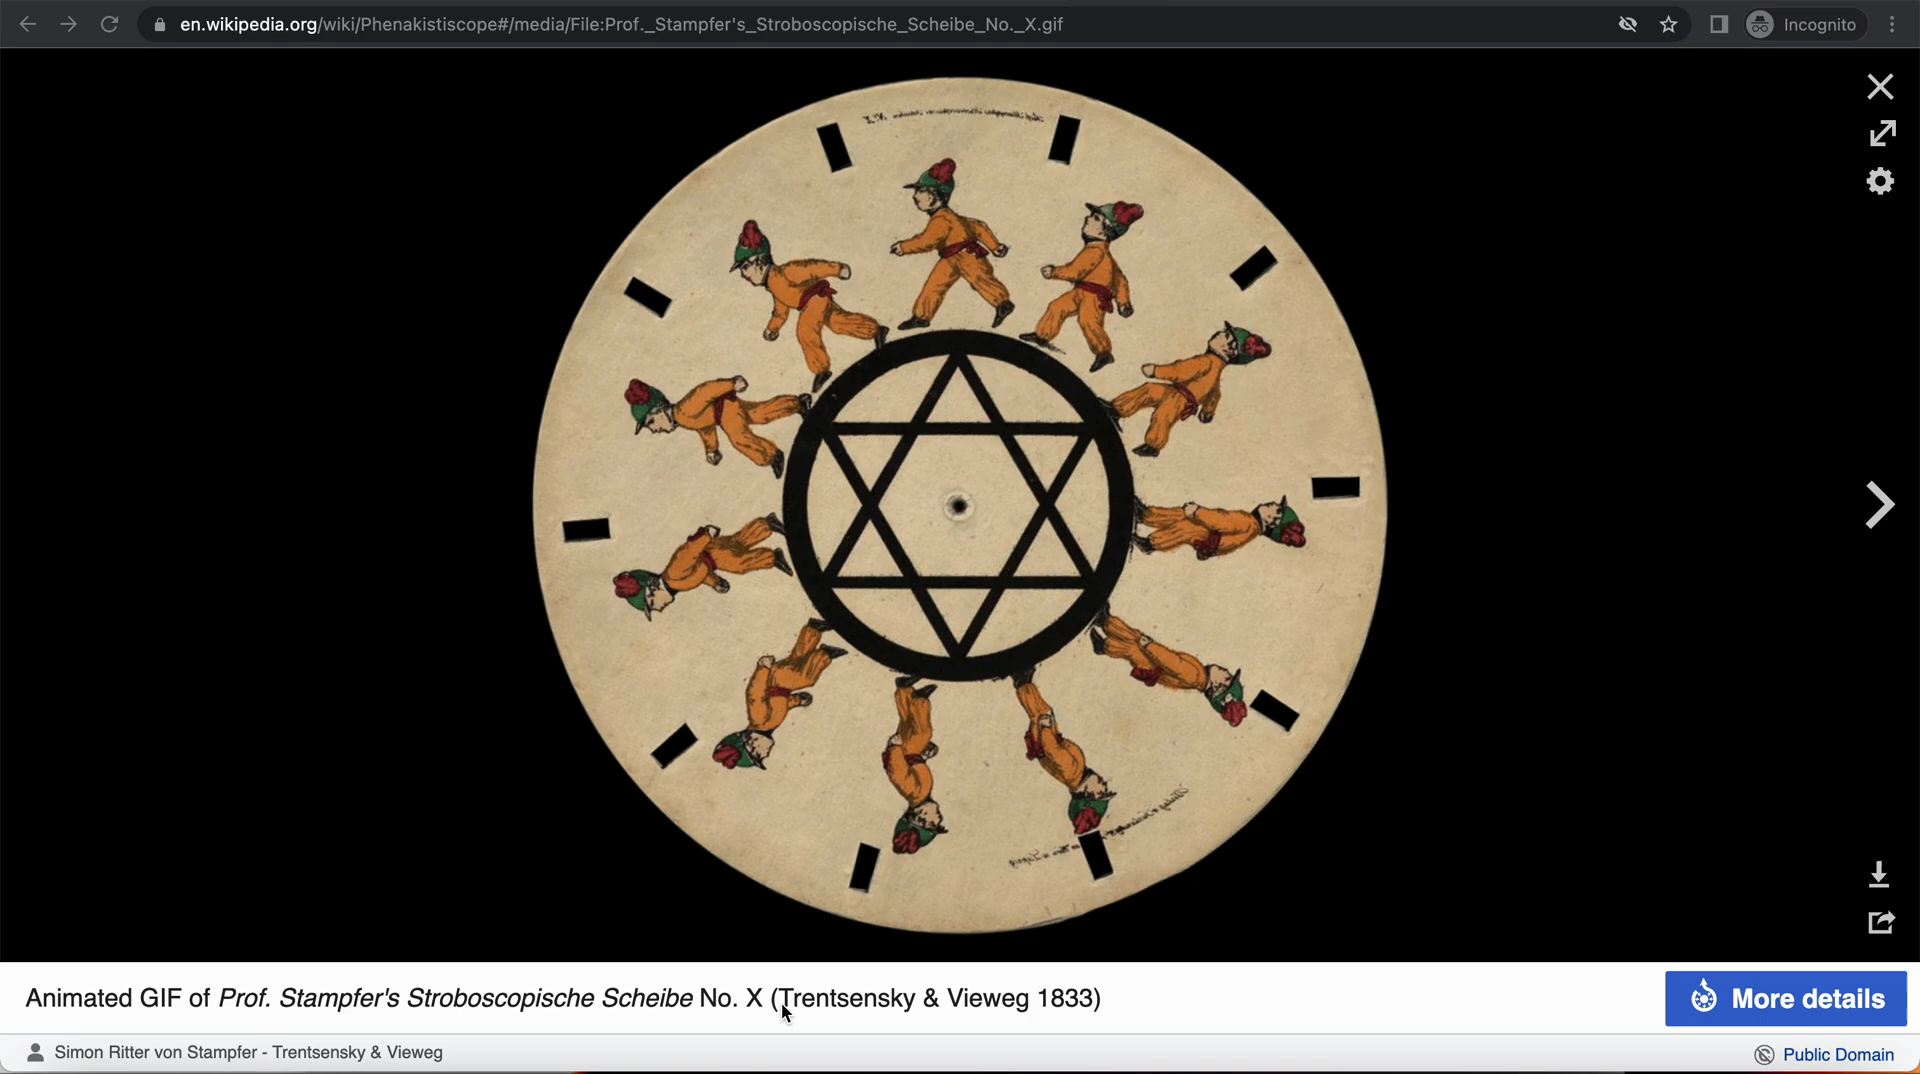 en.wikipedia.org/wiki/Phenakistiscope#/media/File:Prof._Stampfer's_Stroboscopische_Scheibe_No._X.gif
Incognito
Animated GIF of Prof. Stampfer's Stroboscopische Scheibe No. X (Trentsensky & Vieweg 1833)
More details
Simon Ritter von Stampfer - Trentsensky & Vieweg
Public Domain